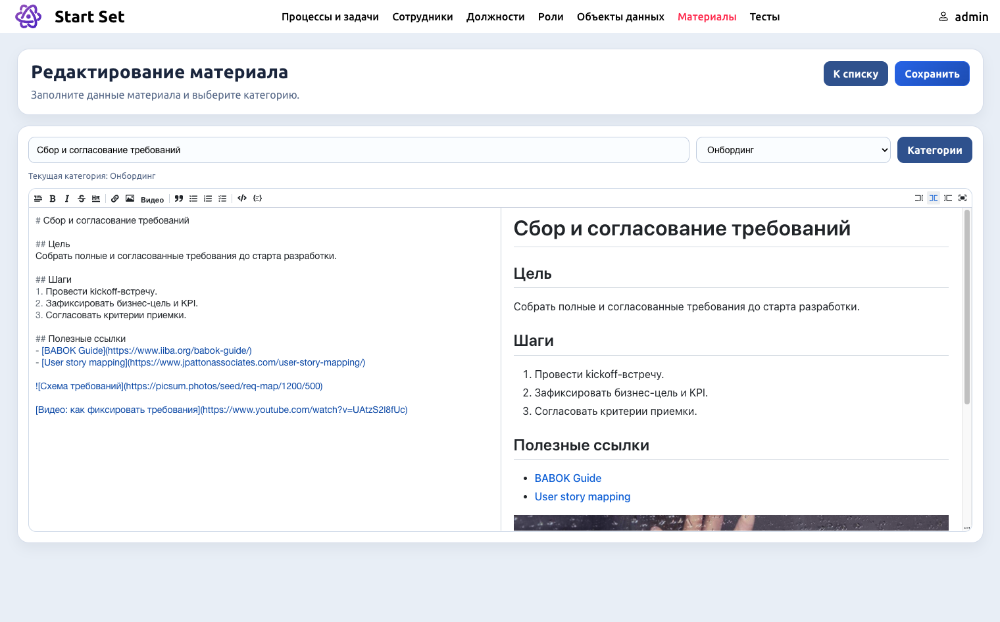 Start Set
Процессы и задачи Сотрудники Должности Роли Объекты данных Материалы Тесты
admin
Редактирование материала
Заполните данные материала и выберите категорию.
К списку
Сохранить
Сбор и согласование требований
Онбординг
Категории
Текущая категория: Онбординг
Видео
# Сбор и согласование требований
## Цель
Собрать полные и согласованные требования до старта разработки.
## Шаги
1. Провести kickoff-встречу.
2. Зафиксировать бизнес-цель и KPI.
3. Согласовать критерии приемки.
## Полезные ссылки
- [BABOK Guide](https://www.iiba.org/babok-guide/)
- [User story mapping](https://www.jpattonassociates.com/user-story-mapping/)
![Схема требований](https://picsum.photos/seed/req-map/1200/500)
[Видео: как фиксировать требования](https://www.youtube.com/watch?v=UAtzS2l8fUc)
Сбор и согласование требований
Цель
Собрать полные и согласованные требования до старта разработки.
Шаги
1. Провести kickoff-встречу.
2. Зафиксировать бизнес-цель и KPI.
3. Согласовать критерии приемки.
Полезные ссылки
• BABOK Guide
• User story mapping